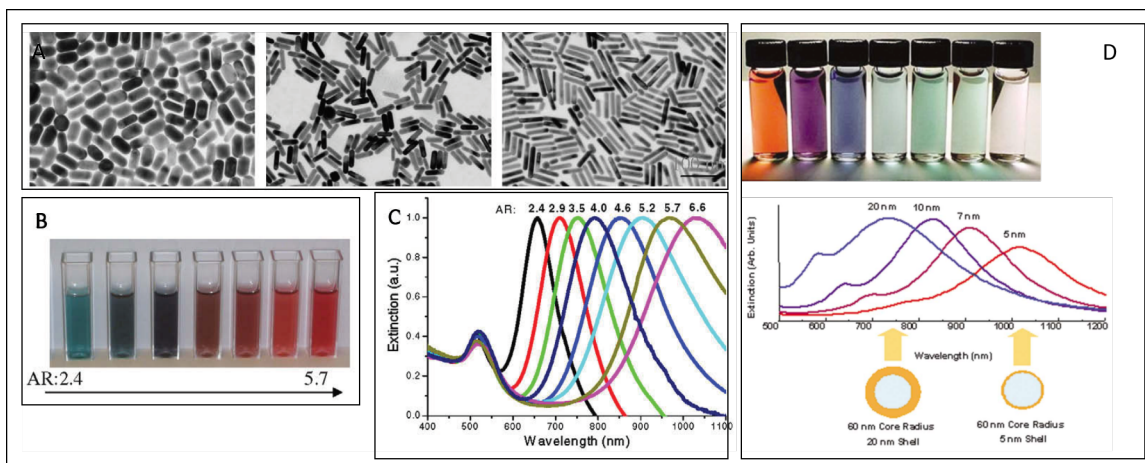 A
100 nm
B
AR:2.4 5.7
C
AR: 2.4 2.9 3.5 4.0 4.6 5.2 5.7 6.6
Extinction (a.u.)
1.0
0.8
0.6
0.4
0.2
0.0
400 500 600 700 800 900 1000 1100
Wavelength (nm)
D
20 nm 10 nm 7 nm 5 nm
Extinction (Arb. Units)
500 600 700 800 900 1000 1100 1200
Wavelength (nm)
60 nm Core Radius 60 nm Core Radius
20 nm Shell 5 nm Shell